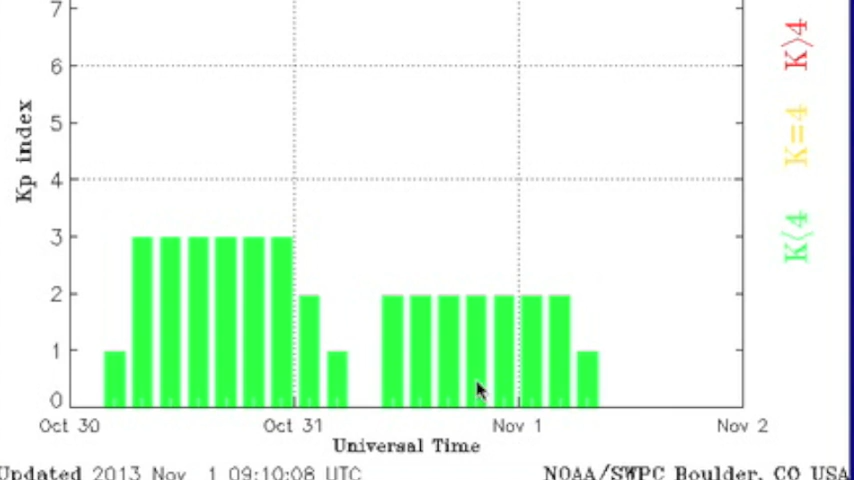 7
6
5
4
3
2
1
0
Kp index
Oct 30 Oct 31 Nov 1 Nov 2
Universal Time
Updated 2013 Nov 1 09:10:08 UTC NOAA/SWPC Boulder, CO USA
K<4 K=4 K>4